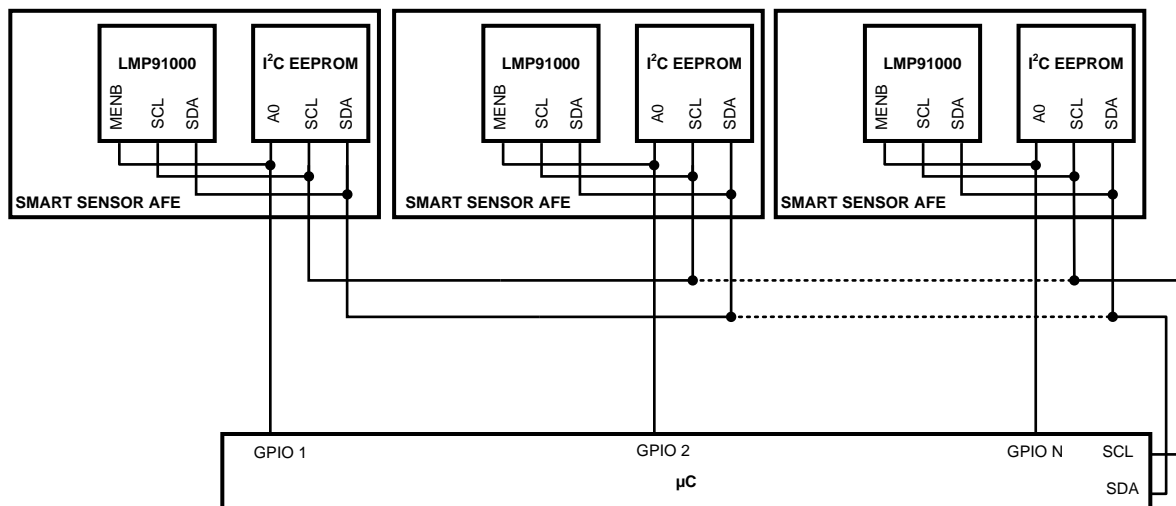 LMP91000
I²C EEPROM
MENB
SCL
SDA
A0
SCL
SDA
SMART SENSOR AFE
LMP91000
I²C EEPROM
MENB
SCL
SDA
A0
SCL
SDA
SMART SENSOR AFE
LMP91000
I²C EEPROM
MENB
SCL
SDA
A0
SCL
SDA
SMART SENSOR AFE
GPIO 1
GPIO 2
GPIO N
SCL
SDA
µC